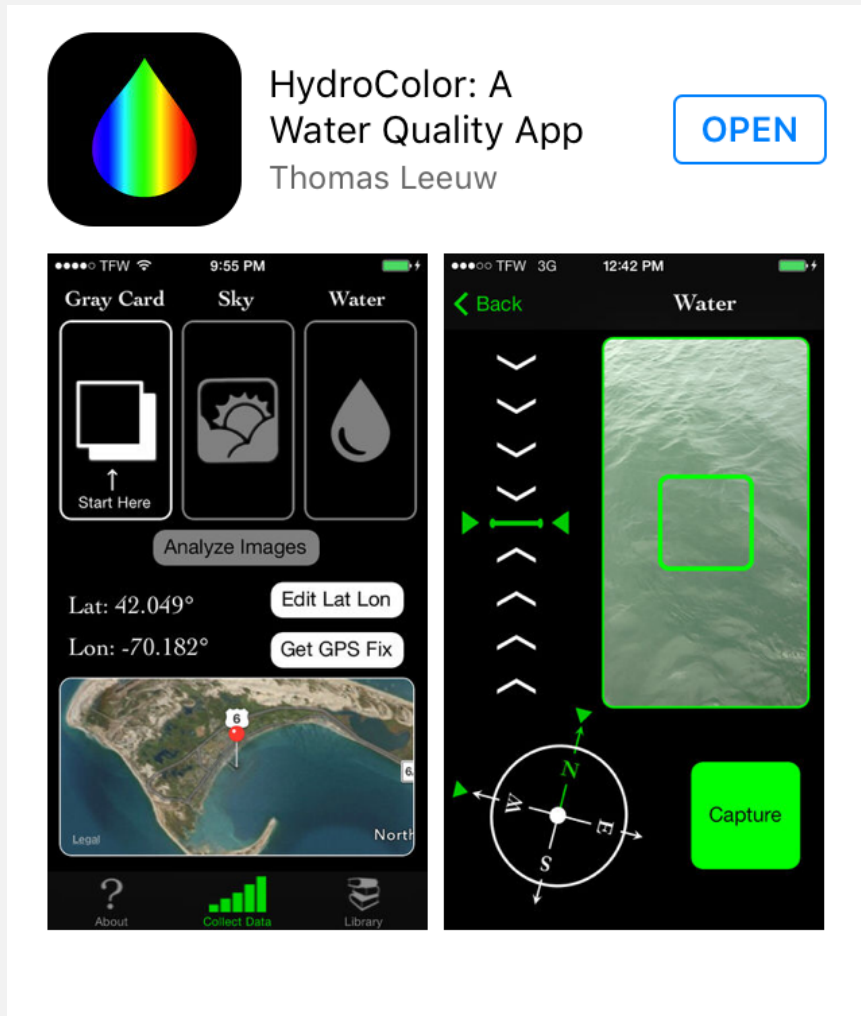 HydroColor: A
Water Quality App
Thomas Leeuw
OPEN
TFW 9:55 PM
Gray Card Sky Water
Start Here
Analyze Images
Lat: 42.049° Edit Lat Lon
Lon: -70.182° Get GPS Fix
6
6
Legal North
About Collect Data Library
TFW 3G 12:42 PM
Back Water
N
W E
S
Capture